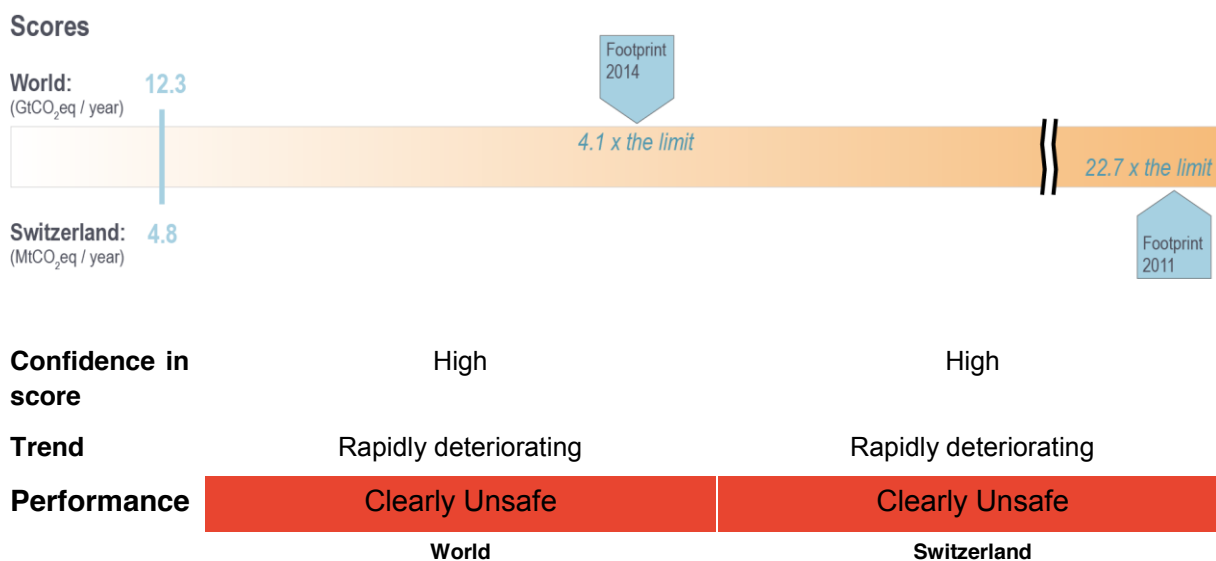 Scores
World: 12.3
(GtCO₂eq / year)
Footprint
2014
4.1 x the limit
22.7 x the limit
Switzerland: 4.8
(MtCO₂eq / year)
Footprint
2011
Confidence in High High
score
Trend Rapidly deteriorating Rapidly deteriorating
Performance Clearly Unsafe Clearly Unsafe
World Switzerland